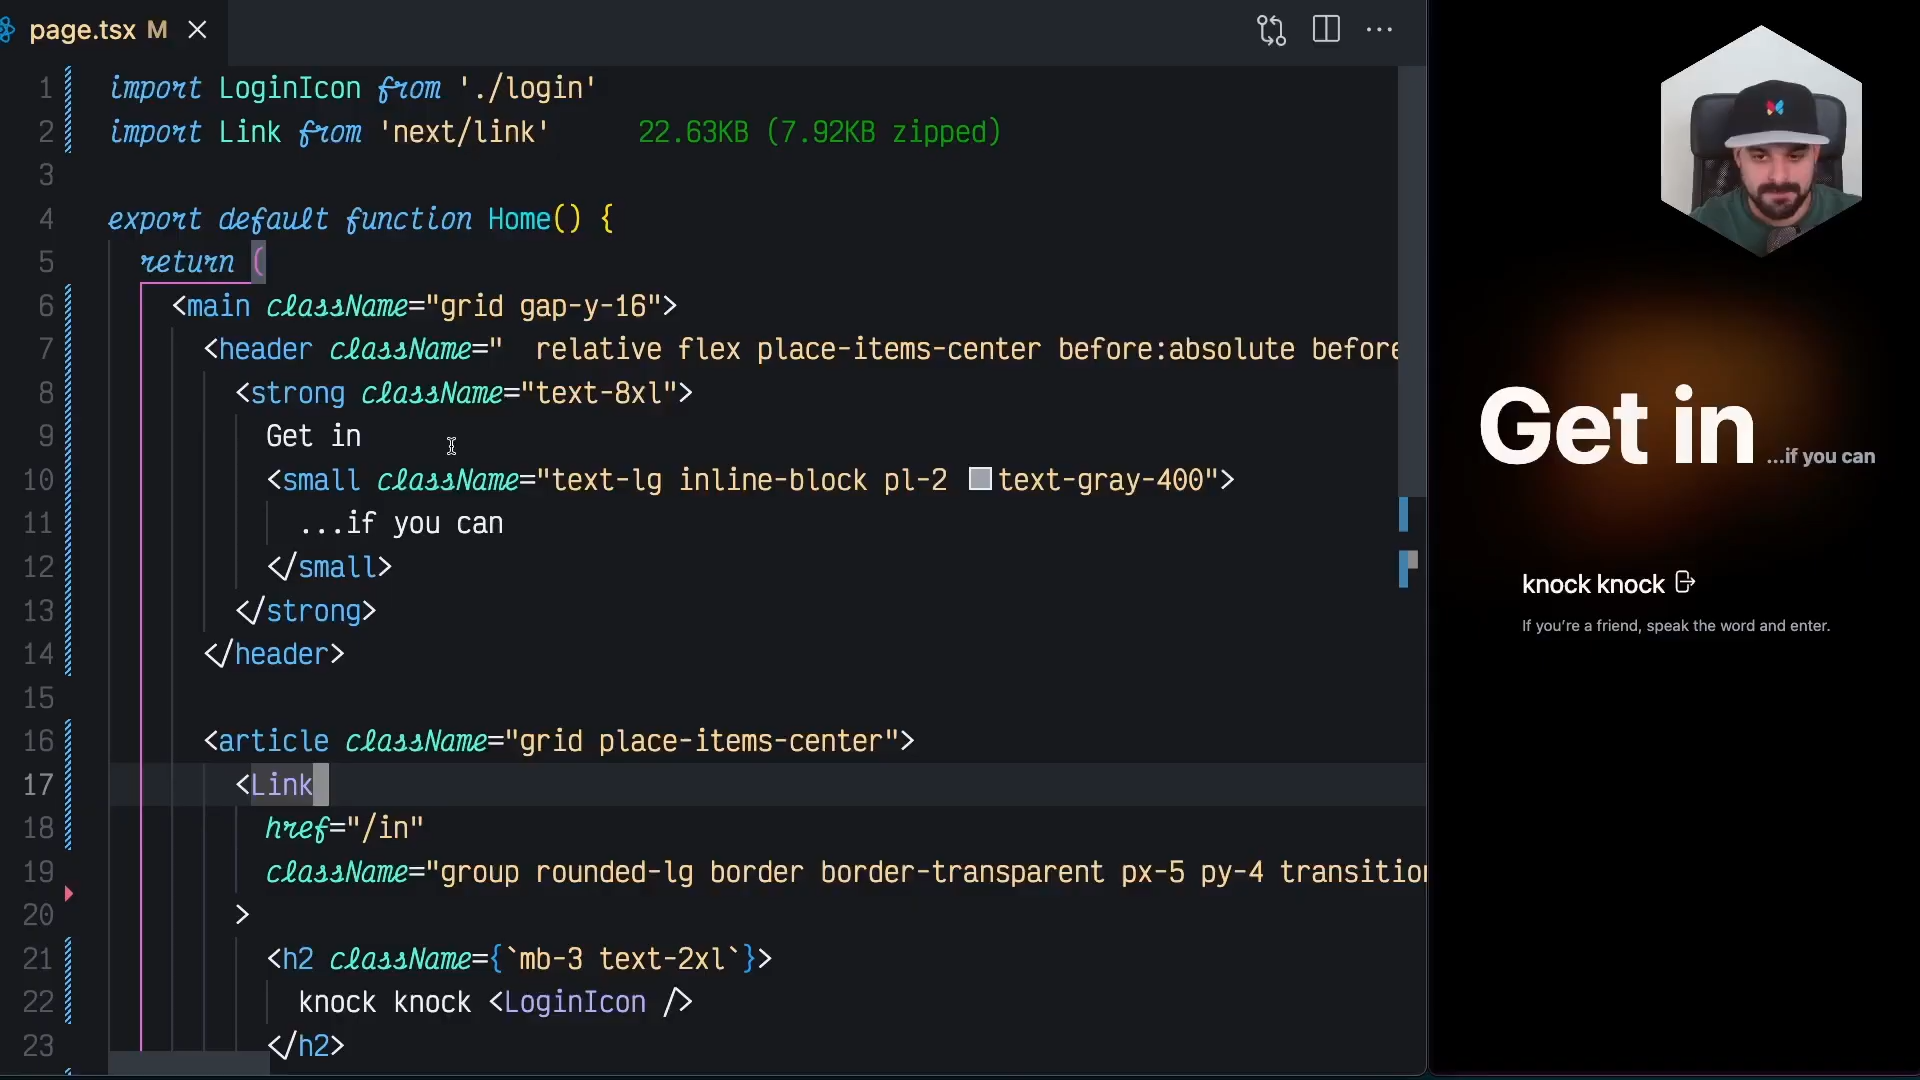 page.tsx M
1 import LoginIcon from './login'
2 import Link from 'next/link' 22.63KB (7.92KB zipped)
3
4 export default function Home() {
5 return (
6 <main className="grid gap-y-16">
7 <header className="  relative flex place-items-center before:absolute before
8 <strong className="text-8xl">
9 Get in
10 <small className="text-lg inline-block pl-2 text-gray-400">
11 ...if you can
12 </small>
13 </strong>
14 </header>
15
16 <article className="grid place-items-center">
17 <Link
18 href="/in"
19 className="group rounded-lg border border-transparent px-5 py-4 transition
20 >
21 <h2 className={`mb-3 text-2xl`}>
22 knock knock <LoginIcon />
23 </h2>
Get in ...if you can
knock knock
If you're a friend, speak the word and enter.